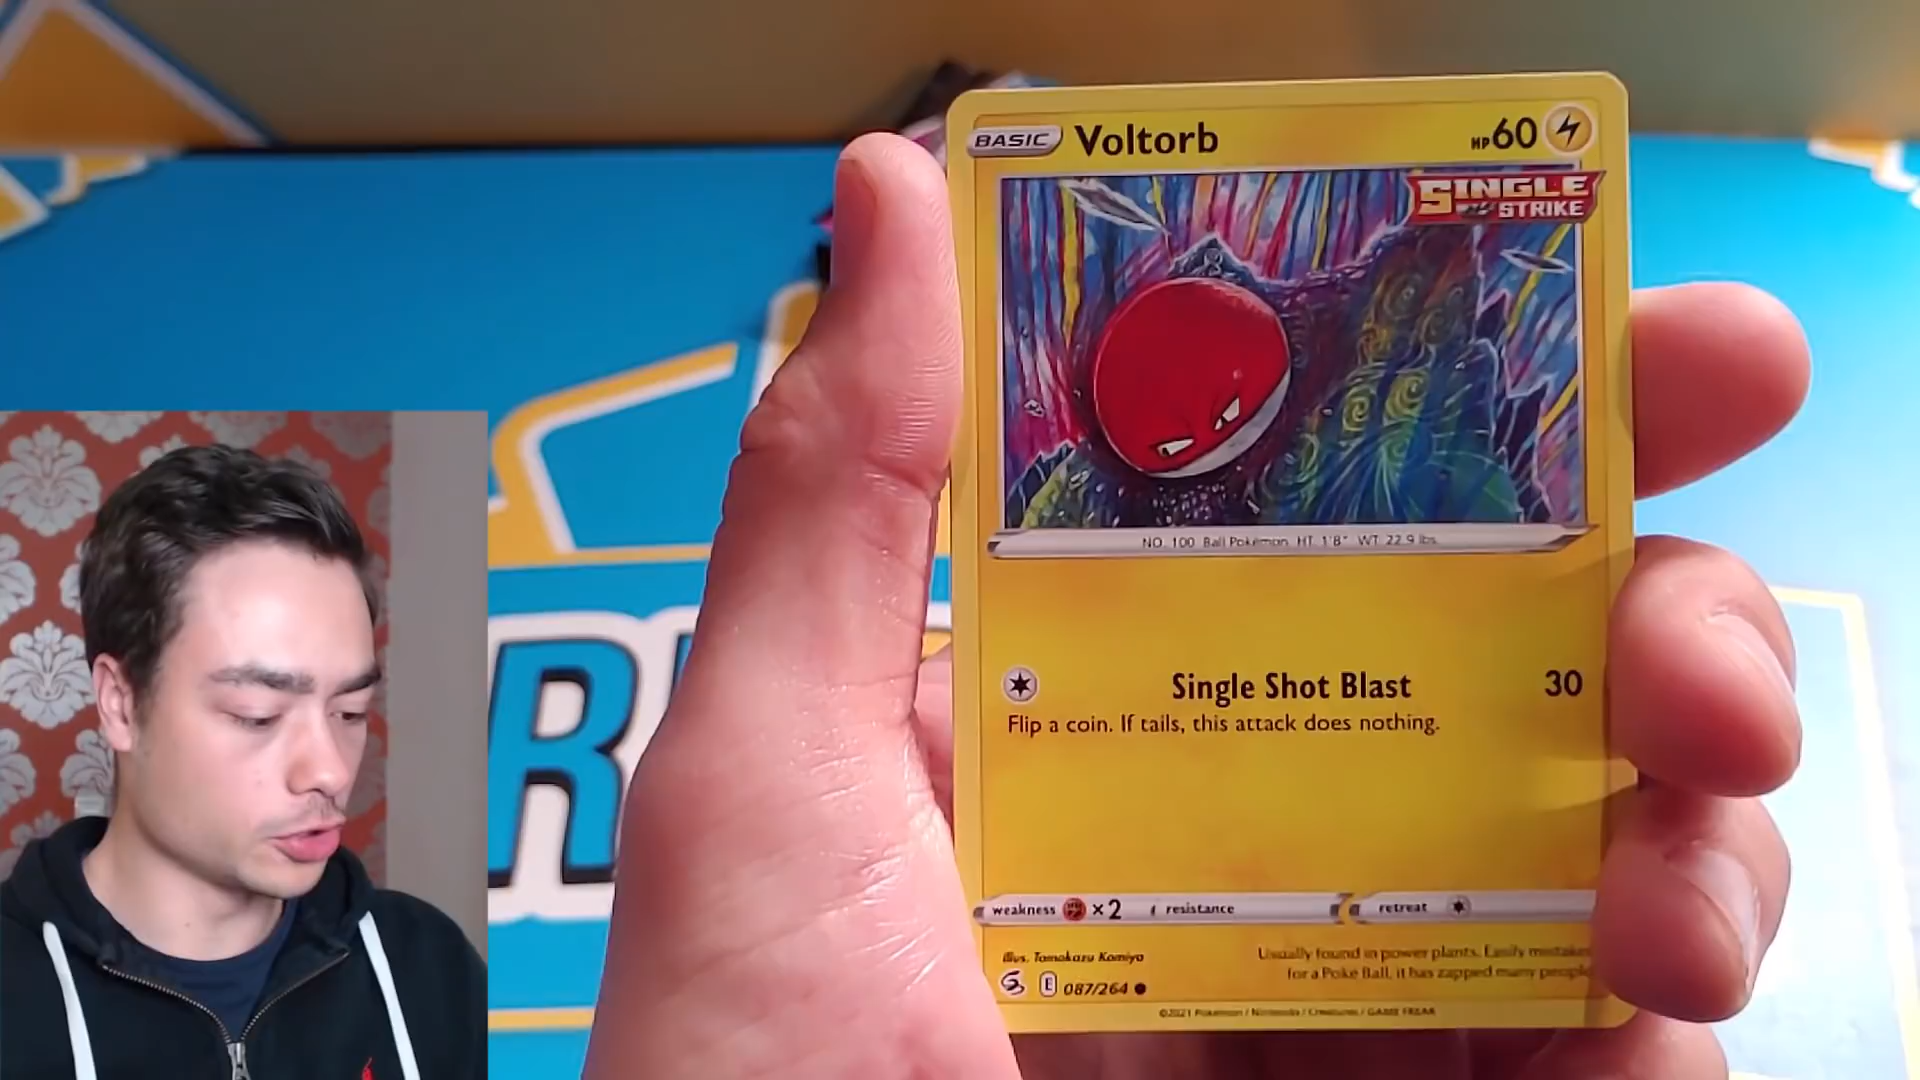 BASIC Voltorb HP 60
SINGLE
STRIKE
NO. 100 Ball Pokémon HT 1'8" WT 22.9 lbs.
Single Shot Blast 30
Flip a coin. If tails, this attack does nothing.
weakness ×2 resistance retreat
illus. Tomokazu Komiya
Usually found in power plants. Easily
for a Poké Ball, it has zapped many people
E 087/264
©2021 Pokémon / Nintendo / Creatures / GAME FREAK
R